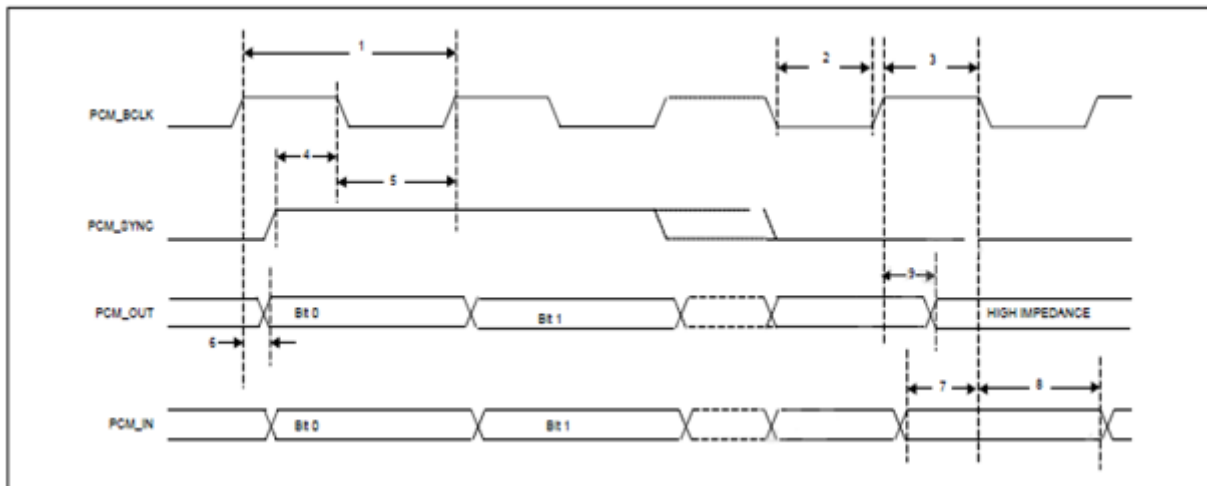 1
2
3
PCM_BCLK
4
5
PCM_SYNC
9
PCM_OUT
Bit 0
Bit 1
HIGH IMPEDANCE
6
7
8
PCM_IN
Bit 0
Bit 1